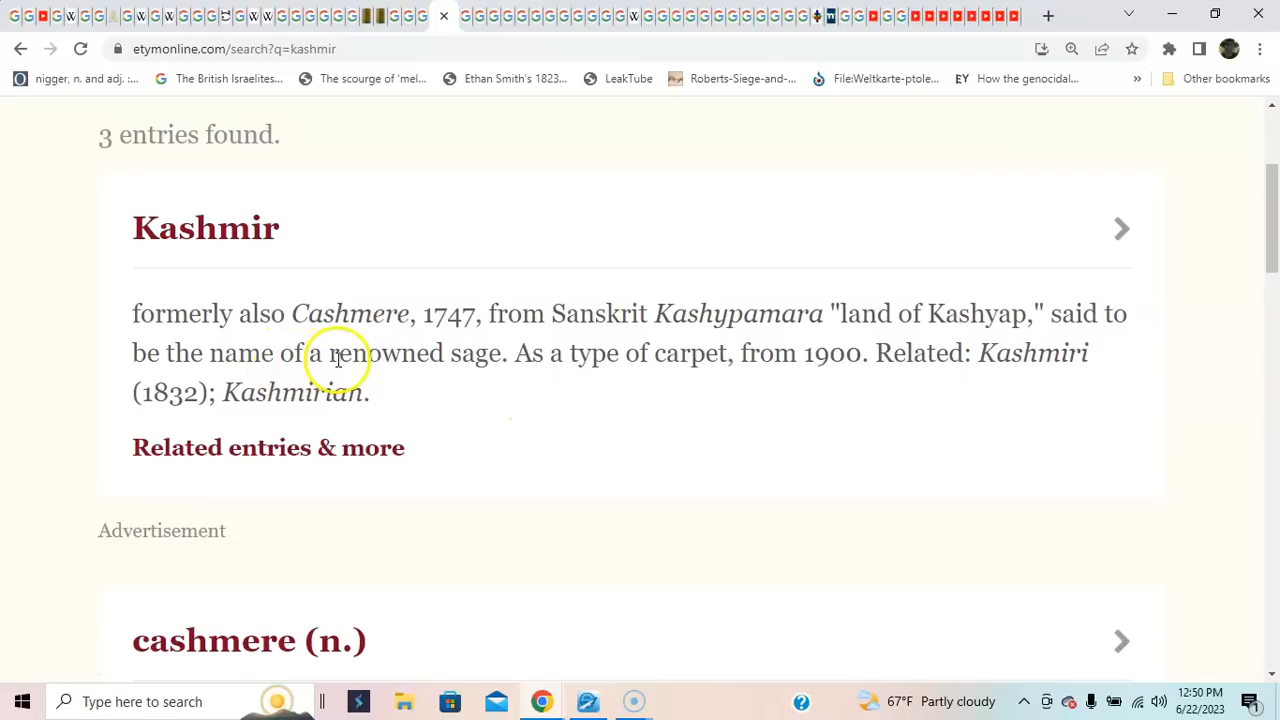 etymonline.com/search?q=kashmir
nigger, n. and adj. :...
The British Israelites...
The scourge of 'mel...
Ethan Smith's 1823...
LeakTube
Roberts-Siege-and-...
File:Weltkarte-ptole...
EY How the genocidal...
»
Other bookmarks
3 entries found.
Kashmir
formerly also Cashmere, 1747, from Sanskrit Kashypamara "land of Kashyap," said to
be the name of a renowned sage. As a type of carpet, from 1900. Related: Kashmiri
(1832); Kashmirian.
Related entries & more
Advertisement
cashmere (n.)
Type here to search
67°F Partly cloudy
12:50 PM
6/22/2023